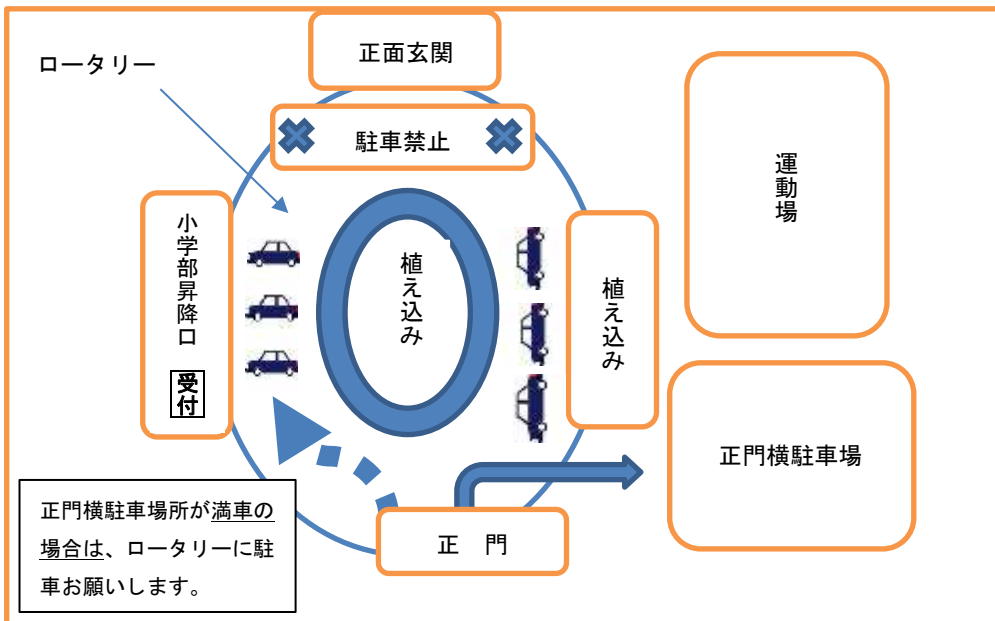 正面玄関
ロータリー
駐車禁止
運動場
小学部昇降口 受付
植え込み
植え込み
正門横駐車場
正門横駐車場所が満車の
場合は、ロータリーに駐
車お願いします。
正 門